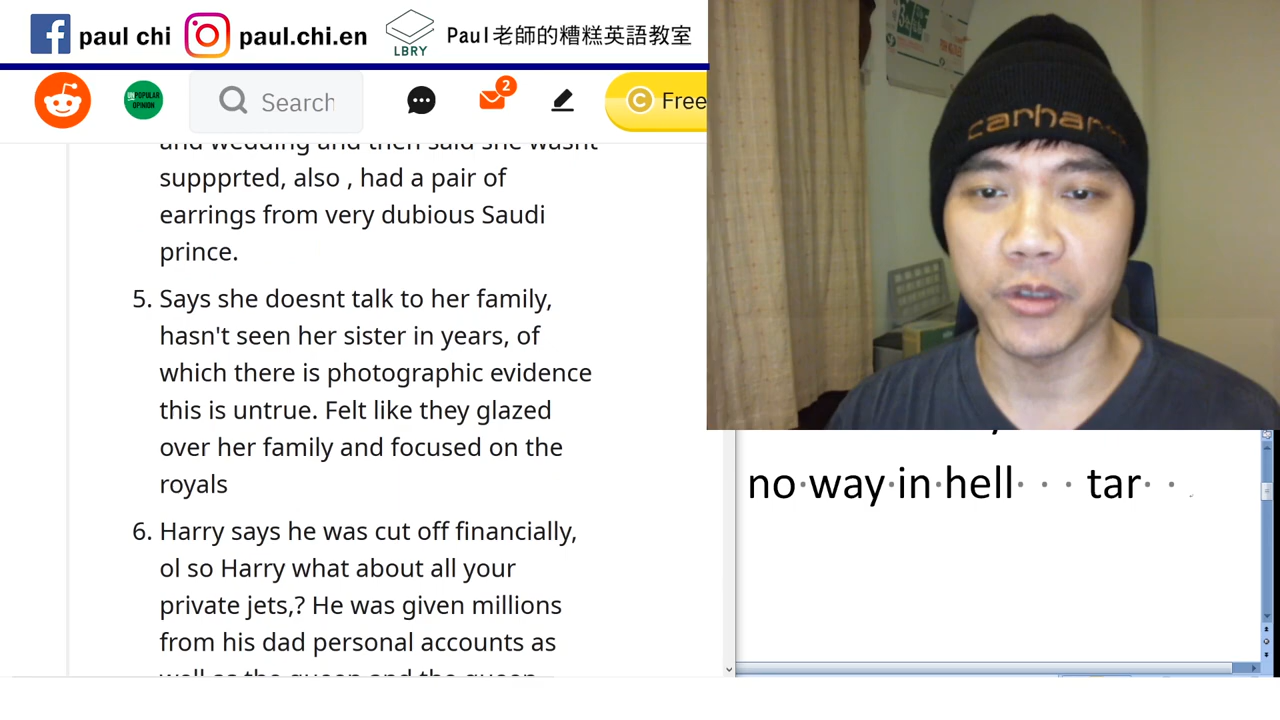 paul chi paul.chi.en LBRY Paul老師的糟糕英語教室
UNPOPULAR
OPINION
Search
2
Free
suppprted, also , had a pair of
earrings from very dubious Saudi
prince.
5. Says she doesnt talk to her family,
hasn't seen her sister in years, of
which there is photographic evidence
this is untrue. Felt like they glazed
over her family and focused on the
royals
6. Harry says he was cut off financially,
ol so Harry what about all your
private jets,? He was given millions
from his dad personal accounts as
no way in hell tar